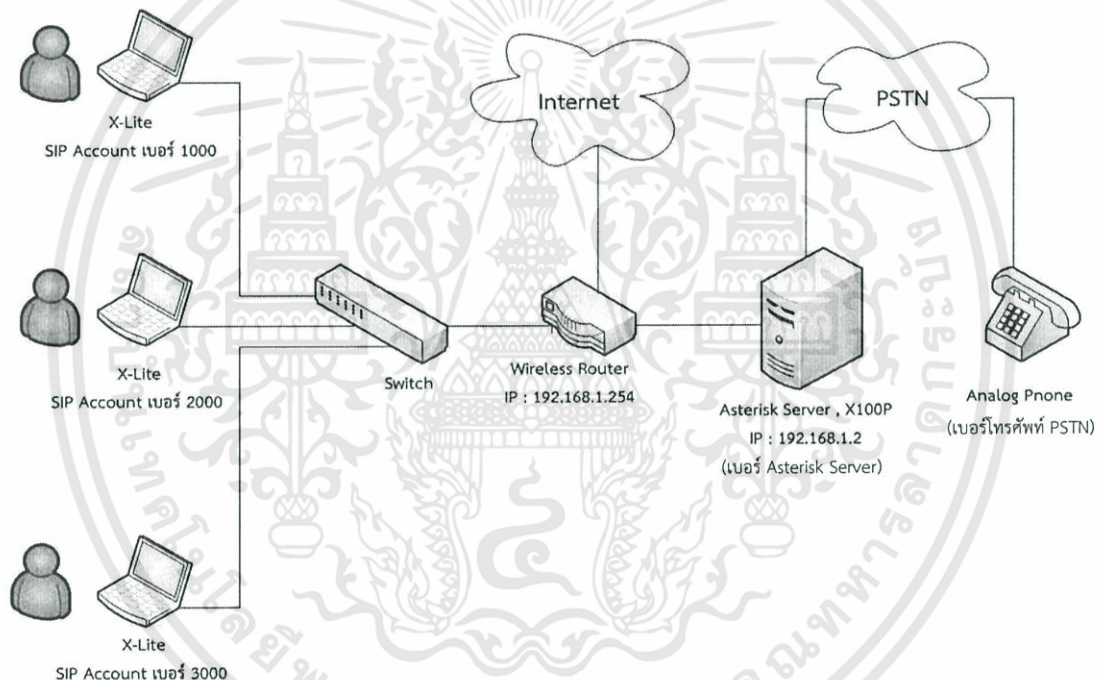 X-Lite
SIP Account เบอร์ 1000
Internet
PSTN
X-Lite
SIP Account เบอร์ 2000
Switch
Wireless Router
IP : 192.168.1.254
Asterisk Server , X100P
IP : 192.168.1.2
(เบอร์ Asterisk Server)
Analog Pnone
(เบอร์โทรศัพท์ PSTN)
X-Lite
SIP Account เบอร์ 3000